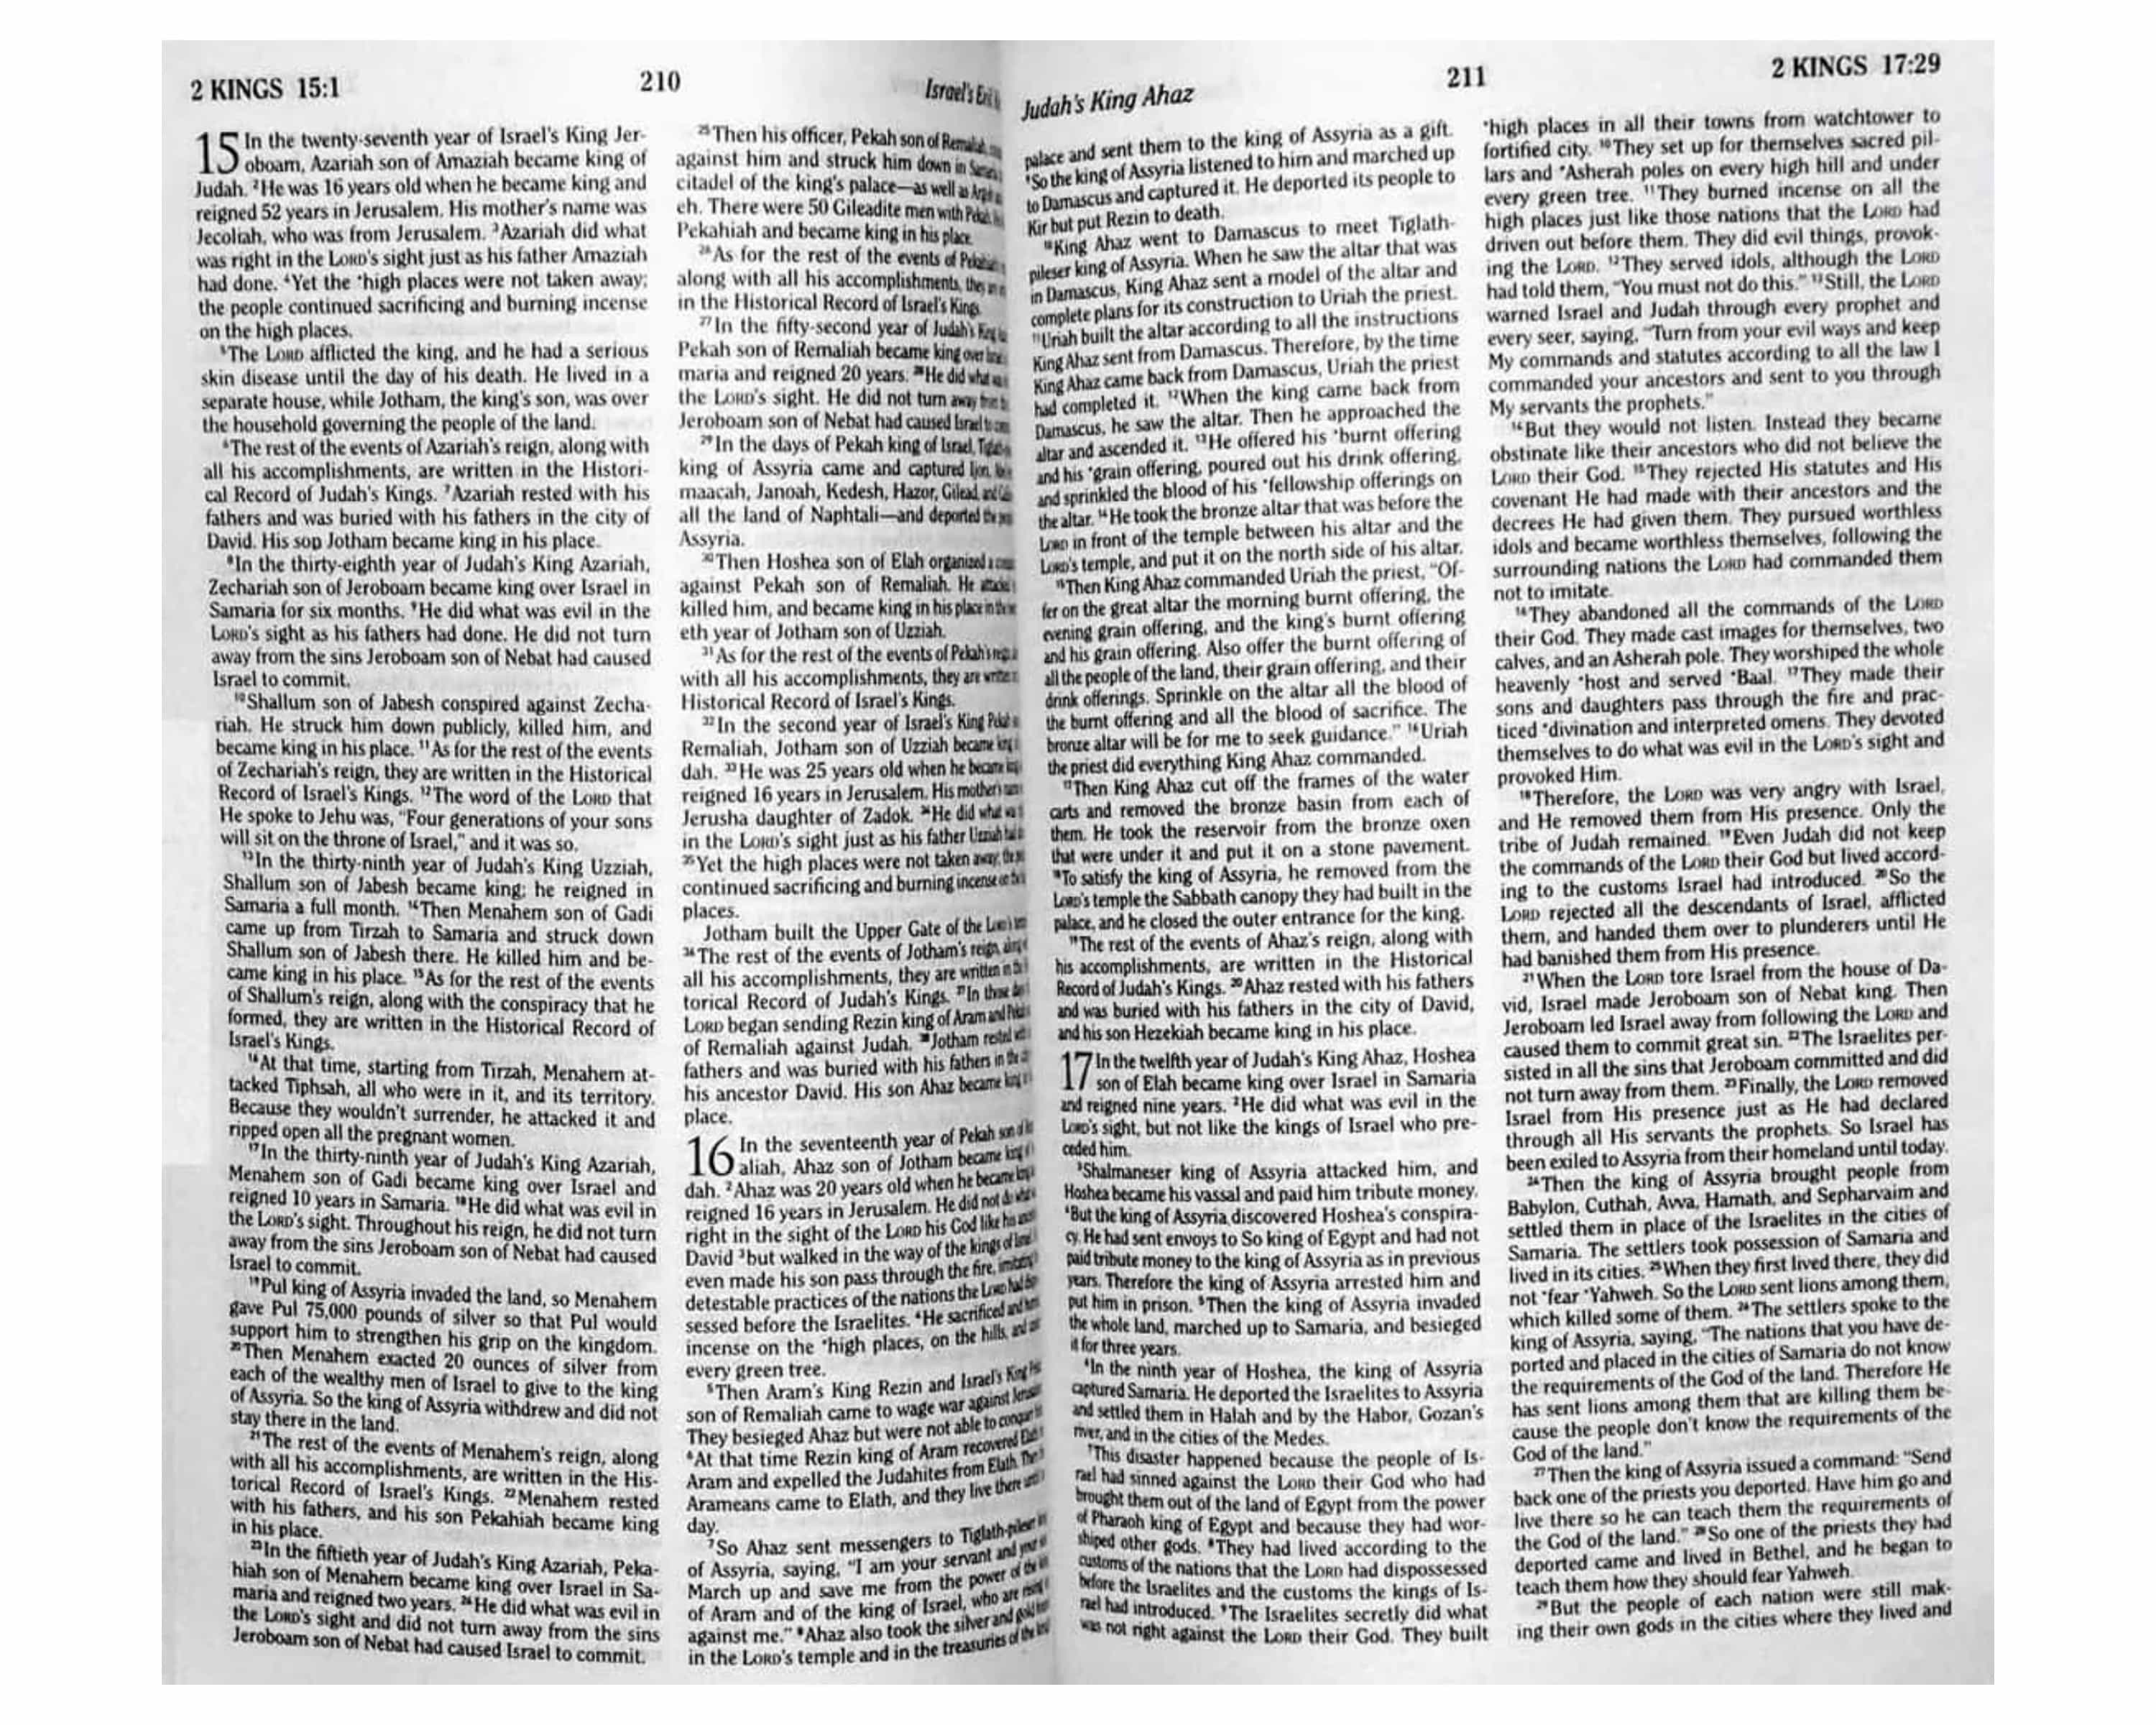 2 KINGS 15:1
210
Israel's
15 In the twenty-seventh year of Israel's King Jer-
oboam, Azariah son of Amaziah became king of
Judah. ²He was 16 years old when he became king and
reigned 52 years in Jerusalem. His mother's name was
Jecoliah, who was from Jerusalem. ³Azariah did what
was right in the LORD's sight just as his father Amaziah
had done. ⁴Yet the *high places were not taken away;
the people continued sacrificing and burning incense
on the high places.
⁵The LORD afflicted the king, and he had a serious
skin disease until the day of his death. He lived in a
separate house, while Jotham, the king's son, was over
the household governing the people of the land.
⁶The rest of the events of Azariah's reign, along with
all his accomplishments, are written in the Histori-
cal Record of Judah's Kings. ⁷Azariah rested with his
fathers and was buried with his fathers in the city of
David. His son Jotham became king in his place.
⁸In the thirty-eighth year of Judah's King Azariah,
Zechariah son of Jeroboam became king over Israel in
Samaria for six months. ⁹He did what was evil in the
LORD's sight as his fathers had done. He did not turn
away from the sins Jeroboam son of Nebat had caused
Israel to commit.
¹⁰Shallum son of Jabesh conspired against Zecha-
riah. He struck him down publicly, killed him, and
became king in his place. ¹¹As for the rest of the events
of Zechariah's reign, they are written in the Historical
Record of Israel's Kings. ¹²The word of the LORD that
He spoke to Jehu was, "Four generations of your sons
will sit on the throne of Israel," and it was so.
¹³In the thirty-ninth year of Judah's King Uzziah,
Shallum son of Jabesh became king; he reigned in
Samaria a full month. ¹⁴Then Menahem son of Gadi
came up from Tirzah to Samaria and struck down
Shallum son of Jabesh there. He killed him and be-
came king in his place. ¹⁵As for the rest of the events
of Shallum's reign, along with the conspiracy that he
formed, they are written in the Historical Record of
Israel's Kings.
¹⁶At that time, starting from Tirzah, Menahem at-
tacked Tiphsah, all who were in it, and its territory.
Because they wouldn't surrender, he attacked it and
ripped open all the pregnant women.
¹⁷In the thirty-ninth year of Judah's King Azariah,
Menahem son of Gadi became king over Israel and
reigned 10 years in Samaria. ¹⁸He did what was evil in
the LORD's sight. Throughout his reign, he did not turn
away from the sins Jeroboam son of Nebat had caused
Israel to commit.
¹⁹Pul king of Assyria invaded the land, so Menahem
gave Pul 75,000 pounds of silver so that Pul would
support him to strengthen his grip on the kingdom.
²⁰Then Menahem exacted 20 ounces of silver from
each of the wealthy men of Israel to give to the king
of Assyria. So the king of Assyria withdrew and did not
stay there in the land.
²¹The rest of the events of Menahem's reign, along
with all his accomplishments, are written in the His-
torical Record of Israel's Kings. ²²Menahem rested
with his fathers, and his son Pekahiah became king
in his place.
²³In the fiftieth year of Judah's King Azariah, Peka-
hiah son of Menahem became king over Israel in Sa-
maria and reigned two years. ²⁴He did what was evil in
the LORD's sight and did not turn away from the sins
Jeroboam son of Nebat had caused Israel to commit.
²⁵Then his officer, Pekah son of Remaliah,
against him and struck him down in
citadel of the king's palace—as well as
eh. There were 50 Gileadite men with
Pekahiah and became king in his place.
²⁶As for the rest of the events of
along with all his accomplishments, they
in the Historical Record of Israel's Kings.
²⁷In the fifty-second year of Judah's
Pekah son of Remaliah became king over
maria and reigned 20 years. ²⁸He did what
the LORD's sight. He did not turn away
Jeroboam son of Nebat had caused Israel
²⁹In the days of Pekah king of Israel,
king of Assyria came and captured Ijon,
maacah, Janoah, Kedesh, Hazor, Gilead,
all the land of Naphtali—and deported the
Assyria.
³⁰Then Hoshea son of Elah organized a
against Pekah son of Remaliah. He
killed him, and became king in his place in
eth year of Jotham son of Uzziah.
³¹As for the rest of the events of Pekah's
with all his accomplishments, they are written
Historical Record of Israel's Kings.
³²In the second year of Israel's King
Remaliah, Jotham son of Uzziah became
dah. ³³He was 25 years old when he became
reigned 16 years in Jerusalem. His mother's
Jerusha daughter of Zadok. ³⁴He did what
in the LORD's sight just as his father Uzziah
³⁵Yet the high places were not taken away;
continued sacrificing and burning incense
places.
Jotham built the Upper Gate of the
³⁶The rest of the events of Jotham's reign,
all his accomplishments, they are written
torical Record of Judah's Kings. ³⁷In those
LORD began sending Rezin king of Aram and
of Remaliah against Judah. ³⁸Jotham rested
fathers and was buried with his fathers in the
his ancestor David. His son Ahaz became king
place.
16 In the seventeenth year of Pekah son
aliah, Ahaz son of Jotham became king
dah. ²Ahaz was 20 years old when he became
reigned 16 years in Jerusalem. He did not do
right in the sight of the LORD his God like his
David ³but walked in the way of the kings of
even made his son pass through the fire, imitating
detestable practices of the nations the LORD had
sessed before the Israelites. ⁴He sacrificed and
incense on the *high places, on the hills, and
every green tree.
⁵Then Aram's King Rezin and Israel's King
son of Remaliah came to wage war against
They besieged Ahaz but were not able to conquer
⁶At that time Rezin king of Aram recovered
Aram and expelled the Judahites from Elath. The
Arameans came to Elath, and they live there
day.
⁷So Ahaz sent messengers to Tiglath-pileser
of Assyria, saying, "I am your servant and
March up and save me from the power of the
of Aram and of the king of Israel, who are
against me." ⁸Ahaz also took the silver and gold
in the LORD's temple and in the treasuries of the
Judah's King Ahaz
211
2 KINGS 17:29
palace and sent them to the king of Assyria as a gift.
⁹So the king of Assyria listened to him and marched up
to Damascus and captured it. He deported its people to
Kir but put Rezin to death.
¹⁰King Ahaz went to Damascus to meet Tiglath-
pileser king of Assyria. When he saw the altar that was
in Damascus, King Ahaz sent a model of the altar and
complete plans for its construction to Uriah the priest.
¹¹Uriah built the altar according to all the instructions
King Ahaz sent from Damascus. Therefore, by the time
King Ahaz came back from Damascus, Uriah the priest
had completed it. ¹²When the king came back from
Damascus, he saw the altar. Then he approached the
altar and ascended it. ¹³He offered his *burnt offering
and his *grain offering, poured out his drink offering,
and sprinkled the blood of his *fellowship offerings on
the altar. ¹⁴He took the bronze altar that was before the
LORD in front of the temple between his altar and the
LORD's temple, and put it on the north side of his altar.
¹⁵Then King Ahaz commanded Uriah the priest, "Of-
fer on the great altar the morning burnt offering, the
evening grain offering, and the king's burnt offering
and his grain offering. Also offer the burnt offering of
all the people of the land, their grain offering, and their
drink offerings. Sprinkle on the altar all the blood of
the burnt offering and all the blood of sacrifice. The
bronze altar will be for me to seek guidance." ¹⁶Uriah
the priest did everything King Ahaz commanded.
¹⁷Then King Ahaz cut off the frames of the water
carts and removed the bronze basin from each of
them. He took the reservoir from the bronze oxen
that were under it and put it on a stone pavement.
¹⁸To satisfy the king of Assyria, he removed from the
LORD's temple the Sabbath canopy they had built in the
palace, and he closed the outer entrance for the king.
¹⁹The rest of the events of Ahaz's reign, along with
his accomplishments, are written in the Historical
Record of Judah's Kings. ²⁰Ahaz rested with his fathers
and was buried with his fathers in the city of David,
and his son Hezekiah became king in his place.
17 In the twelfth year of Judah's King Ahaz, Hoshea
son of Elah became king over Israel in Samaria
and reigned nine years. ²He did what was evil in the
LORD's sight, but not like the kings of Israel who pre-
ceded him.
³Shalmaneser king of Assyria attacked him, and
Hoshea became his vassal and paid him tribute money.
⁴But the king of Assyria discovered Hoshea's conspira-
cy. He had sent envoys to So king of Egypt and had not
paid tribute money to the king of Assyria as in previous
years. Therefore the king of Assyria arrested him and
put him in prison. ⁵Then the king of Assyria invaded
the whole land, marched up to Samaria, and besieged
it for three years.
⁶In the ninth year of Hoshea, the king of Assyria
captured Samaria. He deported the Israelites to Assyria
and settled them in Halah and by the Habor, Gozan's
river, and in the cities of the Medes.
⁷This disaster happened because the people of Is-
rael had sinned against the LORD their God who had
brought them out of the land of Egypt from the power
of Pharaoh king of Egypt and because they had wor-
shiped other gods. ⁸They had lived according to the
customs of the nations that the LORD had dispossessed
before the Israelites and the customs the kings of Is-
rael had introduced. ⁹The Israelites secretly did what
was not right against the LORD their God. They built
*high places in all their towns from watchtower to
fortified city. ¹⁰They set up for themselves sacred pil-
lars and *Asherah poles on every high hill and under
every green tree. ¹¹They burned incense on all the
high places just like those nations that the LORD had
driven out before them. They did evil things, provok-
ing the LORD. ¹²They served idols, although the LORD
had told them, "You must not do this." ¹³Still, the LORD
warned Israel and Judah through every prophet and
every seer, saying, "Turn from your evil ways and keep
My commands and statutes according to all the law I
commanded your ancestors and sent to you through
My servants the prophets."
¹⁴But they would not listen. Instead they became
obstinate like their ancestors who did not believe the
LORD their God. ¹⁵They rejected His statutes and His
covenant He had made with their ancestors and the
decrees He had given them. They pursued worthless
idols and became worthless themselves, following the
surrounding nations the LORD had commanded them
not to imitate.
¹⁶They abandoned all the commands of the LORD
their God. They made cast images for themselves, two
calves, and an Asherah pole. They worshiped the whole
heavenly *host and served *Baal. ¹⁷They made their
sons and daughters pass through the fire and prac-
ticed *divination and interpreted omens. They devoted
themselves to do what was evil in the LORD's sight and
provoked Him.
¹⁸Therefore, the LORD was very angry with Israel,
and He removed them from His presence. Only the
tribe of Judah remained. ¹⁹Even Judah did not keep
the commands of the LORD their God but lived accord-
ing to the customs Israel had introduced. ²⁰So the
LORD rejected all the descendants of Israel, afflicted
them, and handed them over to plunderers until He
had banished them from His presence.
²¹When the LORD tore Israel from the house of Da-
vid, Israel made Jeroboam son of Nebat king. Then
Jeroboam led Israel away from following the LORD and
caused them to commit great sin. ²²The Israelites per-
sisted in all the sins that Jeroboam committed and did
not turn away from them. ²³Finally, the LORD removed
Israel from His presence just as He had declared
through all His servants the prophets. So Israel has
been exiled to Assyria from their homeland until today.
²⁴Then the king of Assyria brought people from
Babylon, Cuthah, Avva, Hamath, and Sepharvaim and
settled them in place of the Israelites in the cities of
Samaria. The settlers took possession of Samaria and
lived in its cities. ²⁵When they first lived there, they did
not *fear *Yahweh. So the LORD sent lions among them,
which killed some of them. ²⁶The settlers spoke to the
king of Assyria, saying, "The nations that you have de-
ported and placed in the cities of Samaria do not know
the requirements of the God of the land. Therefore He
has sent lions among them that are killing them be-
cause the people don't know the requirements of the
God of the land."
²⁷Then the king of Assyria issued a command: "Send
back one of the priests you deported. Have him go and
live there so he can teach them the requirements of
the God of the land." ²⁸So one of the priests they had
deported came and lived in Bethel, and he began to
teach them how they should fear Yahweh.
²⁹But the people of each nation were still mak-
ing their own gods in the cities where they lived and